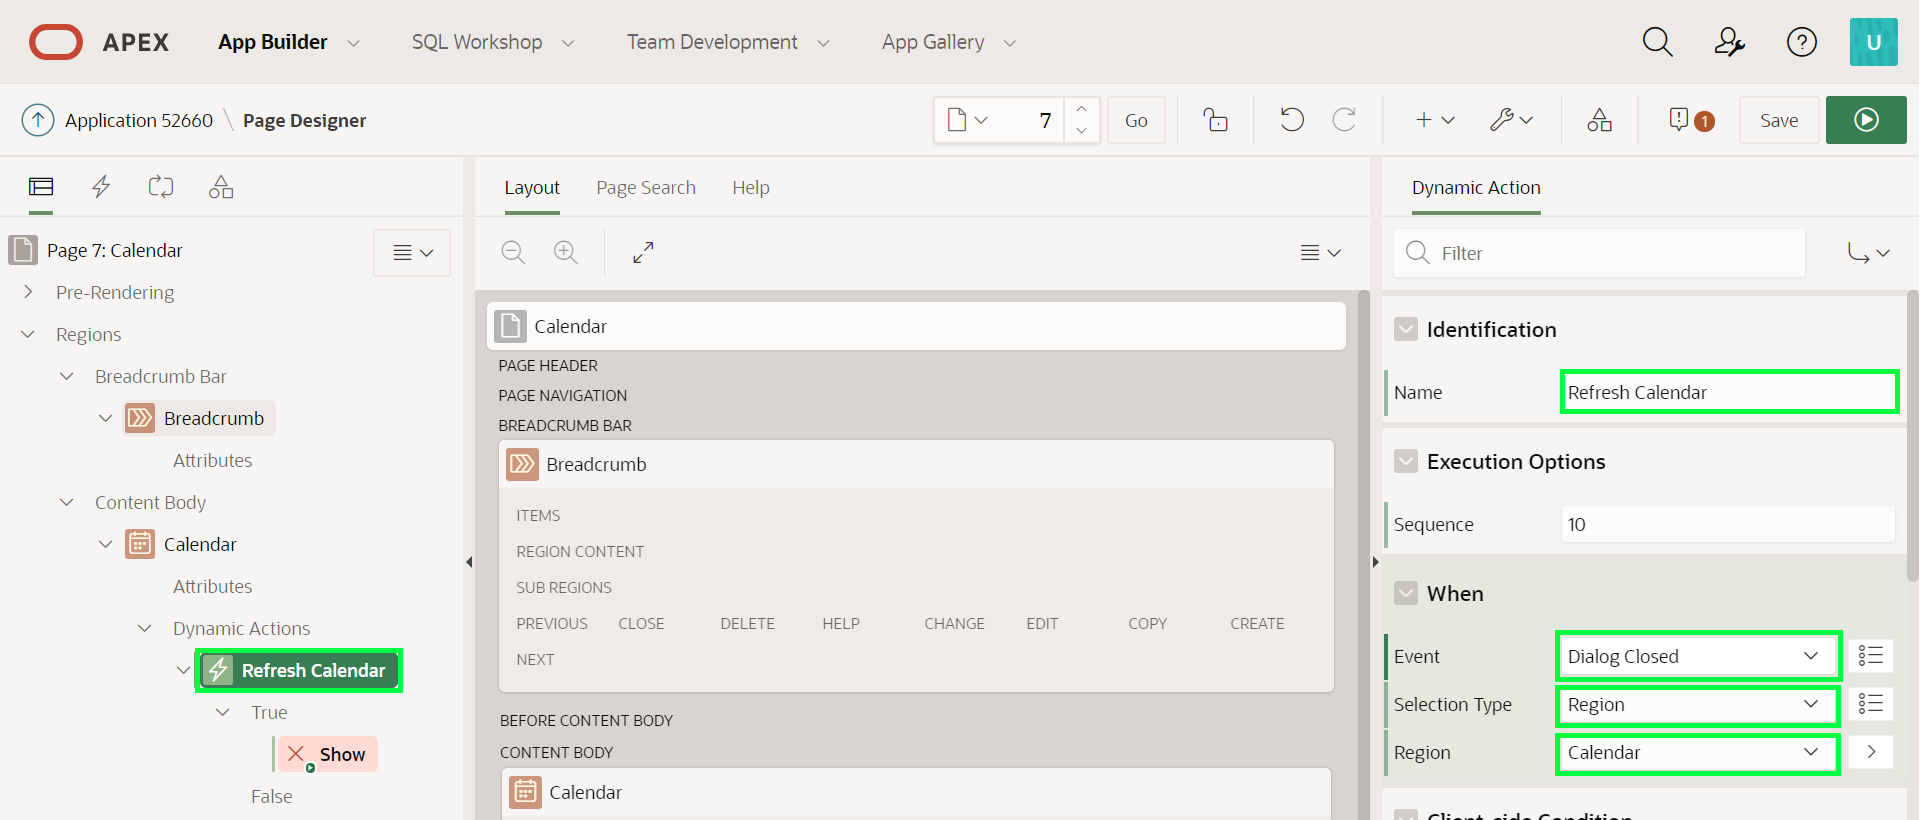 APEX App Builder SQL Workshop Team Development App Gallery ? U
Application 52660 \ Page Designer 7 Go 1 Save
Layout Page Search Help Dynamic Action
Page 7: Calendar
Pre-Rendering
Regions
Breadcrumb Bar
Breadcrumb
Attributes
Content Body
Calendar
Attributes
Dynamic Actions
Refresh Calendar
True
Show
False
Calendar
PAGE HEADER
PAGE NAVIGATION
BREADCRUMB BAR
Breadcrumb
ITEMS
REGION CONTENT
SUB REGIONS
PREVIOUS CLOSE DELETE HELP CHANGE EDIT COPY CREATE
NEXT
BEFORE CONTENT BODY
CONTENT BODY
Calendar
Filter
Identification
Name Refresh Calendar
Execution Options
Sequence 10
When
Event Dialog Closed
Selection Type Region
Region Calendar
Client-side Condition